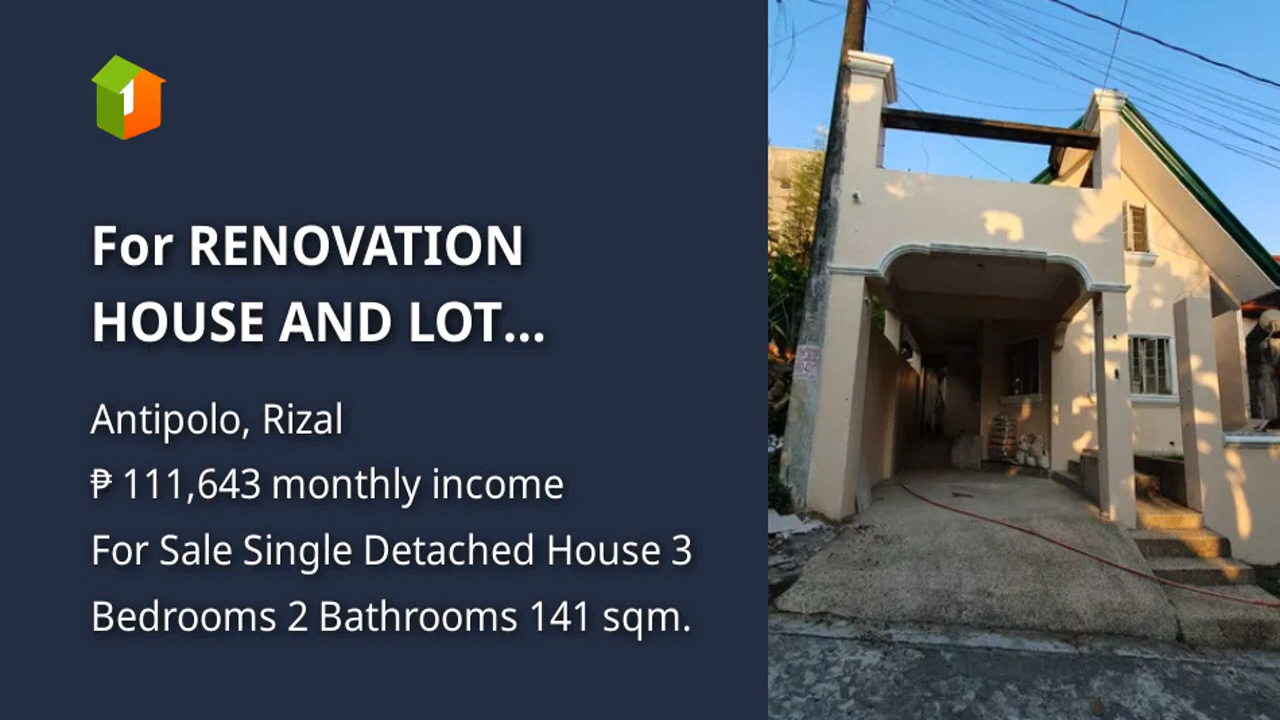 For RENOVATION
HOUSE AND LOT...
Antipolo, Rizal
₱ 111,643 monthly income
For Sale Single Detached House 3
Bedrooms 2 Bathrooms 141 sqm.